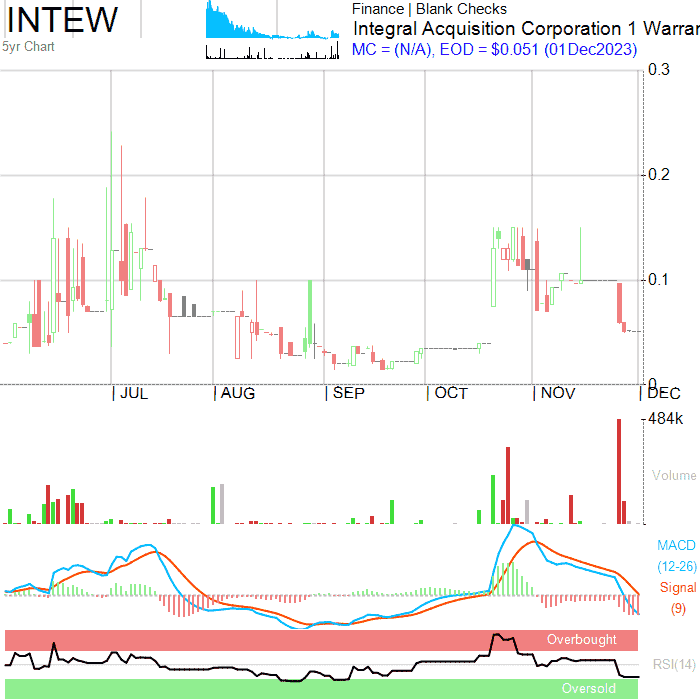 INTEW
5yr Chart
Finance | Blank Checks
Integral Acquisition Corporation 1 Warran
MC = (N/A), EOD = $0.051 (01Dec2023)
0.3
0.2
0.1
0
JUL
AUG
SEP
OCT
NOV
DEC
484k
Volume
MACD
(12-26)
Signal
(9)
Overbought
RSI(14)
Oversold